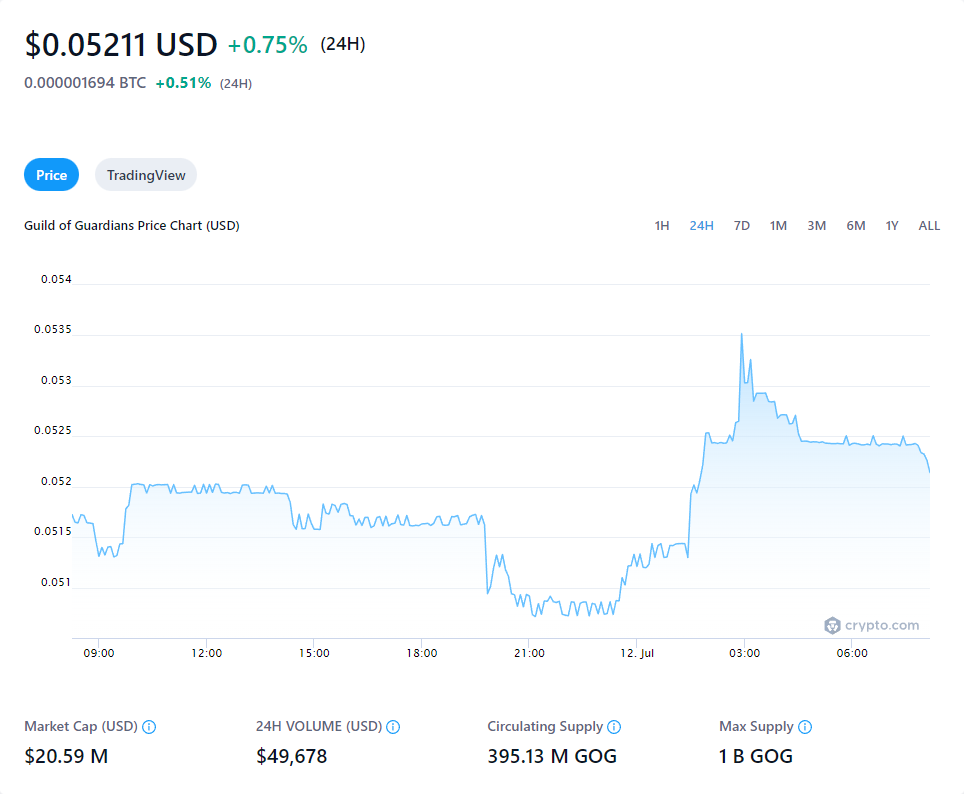 $0.05211 USD +0.75% (24H)
0.000001694 BTC +0.51% (24H)
Price TradingView
Guild of Guardians Price Chart (USD) 1H 24H 7D 1M 3M 6M 1Y ALL
0.054
0.0535
0.053
0.0525
0.052
0.0515
0.051
crypto.com
09:00 12:00 15:00 18:00 21:00 12. Jul 03:00 06:00
Market Cap (USD) 24H VOLUME (USD) Circulating Supply Max Supply
$20.59 M $49,678 395.13 M GOG 1 B GOG